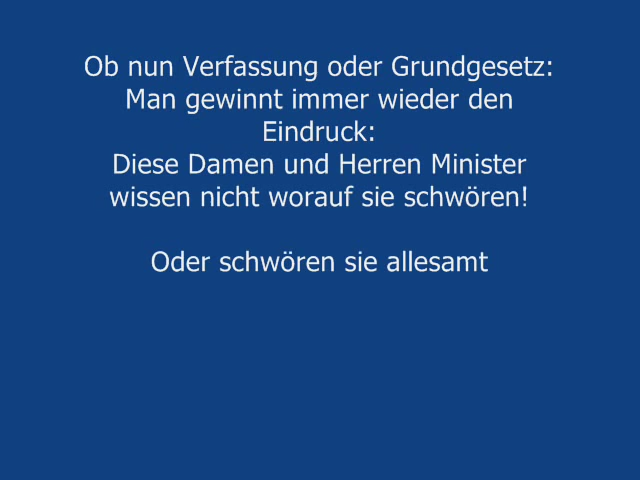 Ob nun Verfassung oder Grundgesetz:
Man gewinnt immer wieder den
Eindruck:
Diese Damen und Herren Minister
wissen nicht worauf sie schwören!
Oder schwören sie allesamt